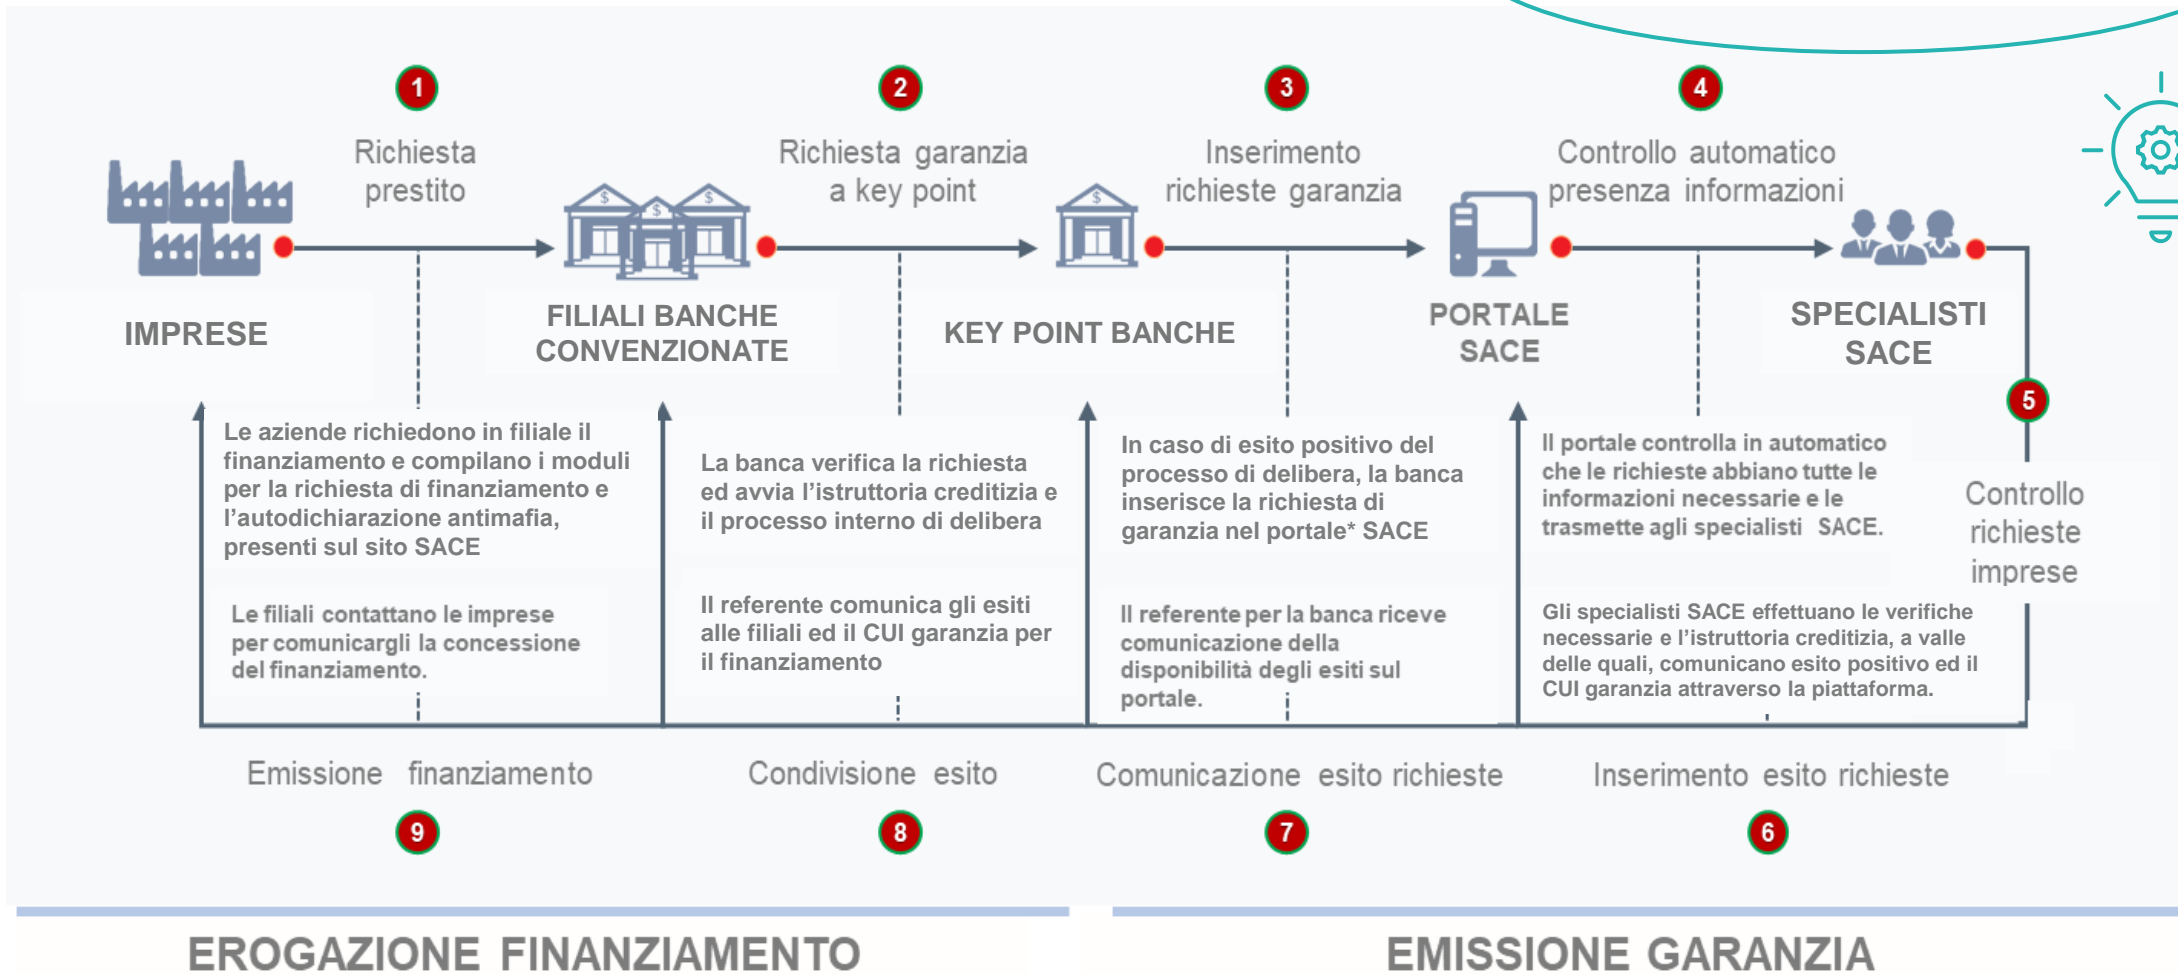 1
Richiesta
prestito
2
Richiesta garanzia
a key point
3
Inserimento
richieste garanzia
4
Controllo automatico
presenza informazioni
$
$
$
$
IMPRESE
FILIALI BANCHE
CONVENZIONATE
KEY POINT BANCHE
PORTALE
SACE
SPECIALISTI
SACE
5
Controllo
richieste
imprese
Le aziende richiedono in filiale il
finanziamento e compilano i moduli
per la richiesta di finanziamento e
l’autodichiarazione antimafia,
presenti sul sito SACE
La banca verifica la richiesta
ed avvia l’istruttoria creditizia e
il processo interno di delibera
In caso di esito positivo del
processo di delibera, la banca
inserisce la richiesta di
garanzia nel portale* SACE
Il portale controlla in automatico
che le richieste abbiano tutte le
informazioni necessarie e le
trasmette agli specialisti SACE.
Le filiali contattano le imprese
per comunicargli la concessione
del finanziamento.
Il referente comunica gli esiti
alle filiali ed il CUI garanzia per
il finanziamento
Il referente per la banca riceve
comunicazione della
disponibilità degli esiti sul
portale.
Gli specialisti SACE effettuano le verifiche
necessarie e l’istruttoria creditizia, a valle
delle quali, comunicano esito positivo ed il
CUI garanzia attraverso la piattaforma.
Emissione finanziamento
9
Condivisione esito
8
Comunicazione esito richieste
7
Inserimento esito richieste
6
EROGAZIONE FINANZIAMENTO
EMISSIONE GARANZIA